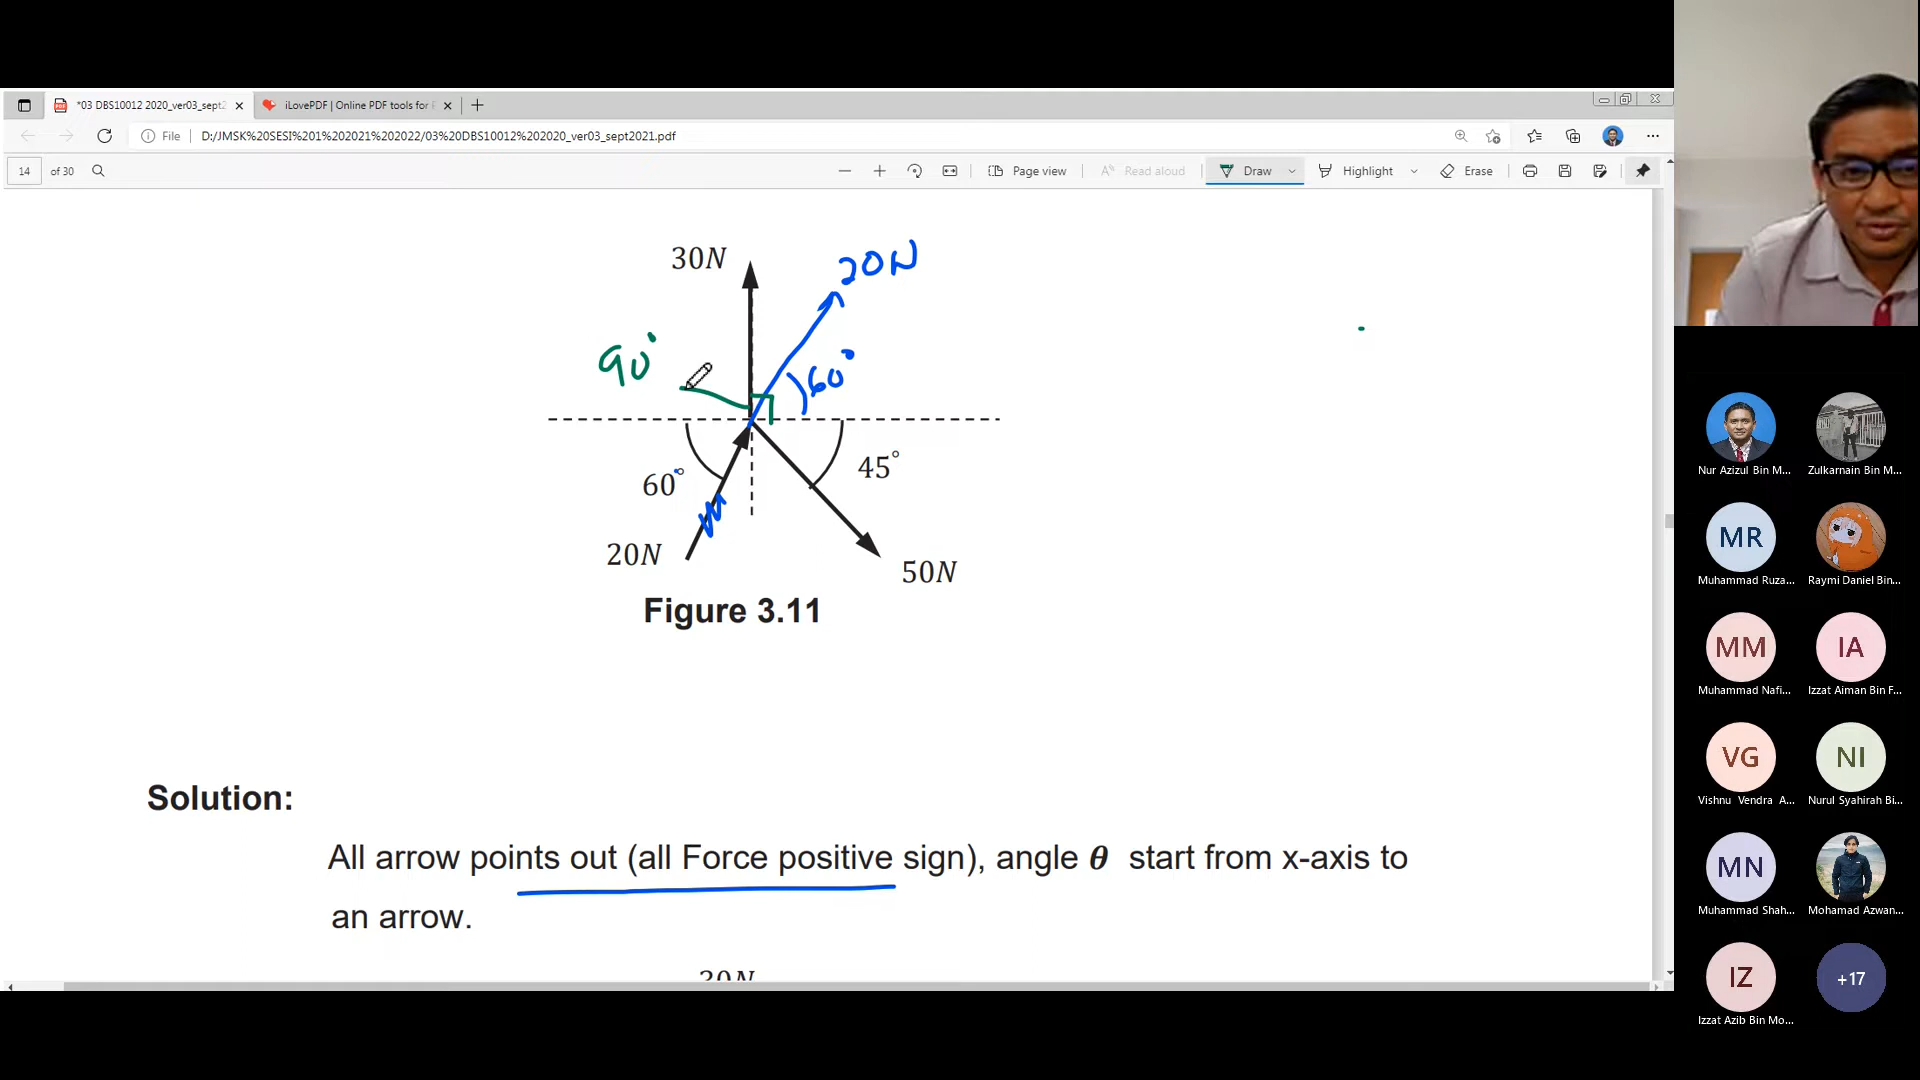 *03 DBS10012 2020_ver03_sept2
iLovePDF | Online PDF tools for
File
D:/JMSK%20SESI%201%202021%202022/03%20DBS10012%202020_ver03_sept2021.pdf
14 of 30
Page view
Read aloud
Draw
Highlight
Erase
30N
20N
90°
60°
60°
45°
20N
50N
Figure 3.11
Solution:
All arrow points out (all Force positive sign), angle θ start from x-axis to
an arrow.
30N
Nur Azizul Bin M...
Zulkarnain Bin M...
MR
Muhammad Ruza...
Raymi Daniel Bin...
MM
Muhammad Nafi...
IA
Izzat Aiman Bin F...
VG
Vishnu Vendra A...
NI
Nurul Syahirah Bi...
MN
Muhammad Shah...
Mohamad Azwan...
IZ
Izzat Azib Bin Mo...
+17